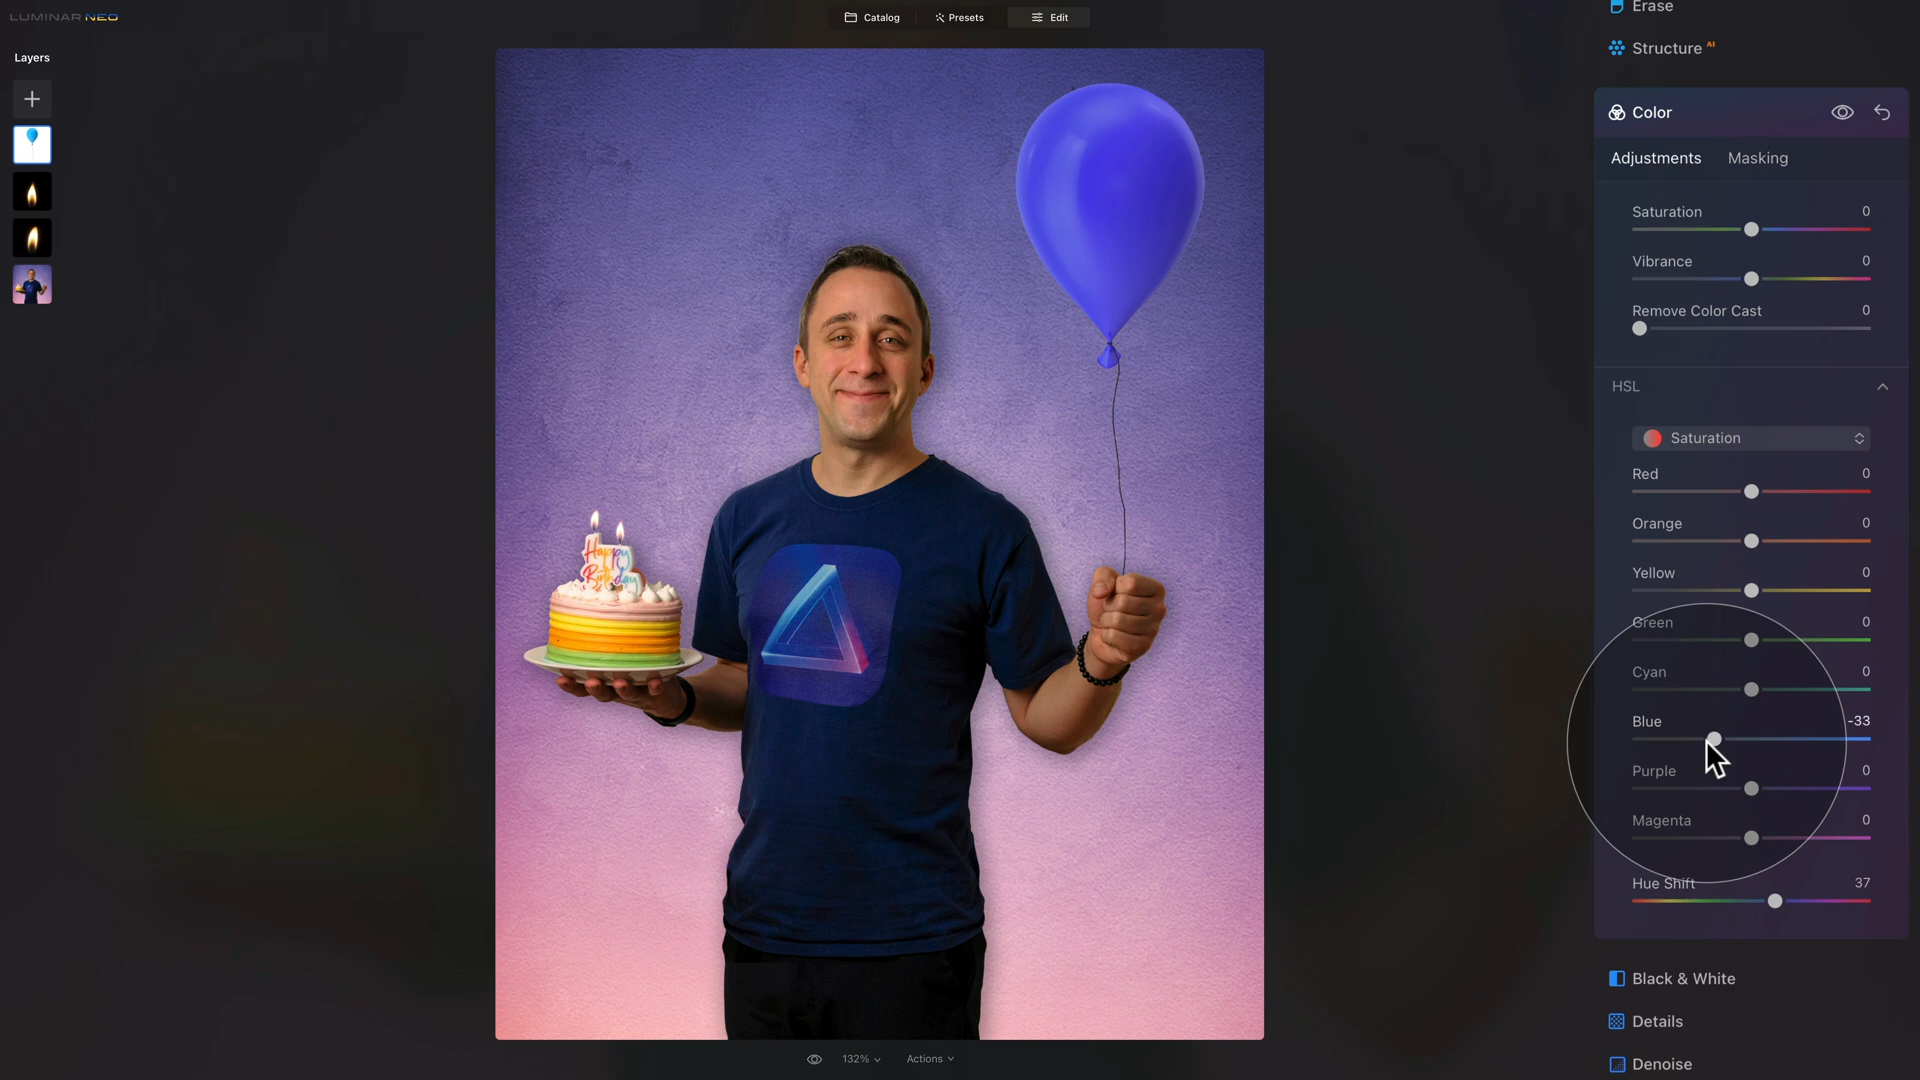 LUMINAR NEO
Catalog
Presets
Edit
Layers
Erase
Structure AI
Color
Adjustments
Masking
Saturation 0
Vibrance 0
Remove Color Cast 0
HSL
Saturation
Red 0
Orange 0
Yellow 0
Green 0
Cyan 0
Blue -33
Purple 0
Magenta 0
Hue Shift 37
Black & White
Details
Denoise
Happy
Birthday
132%
Actions